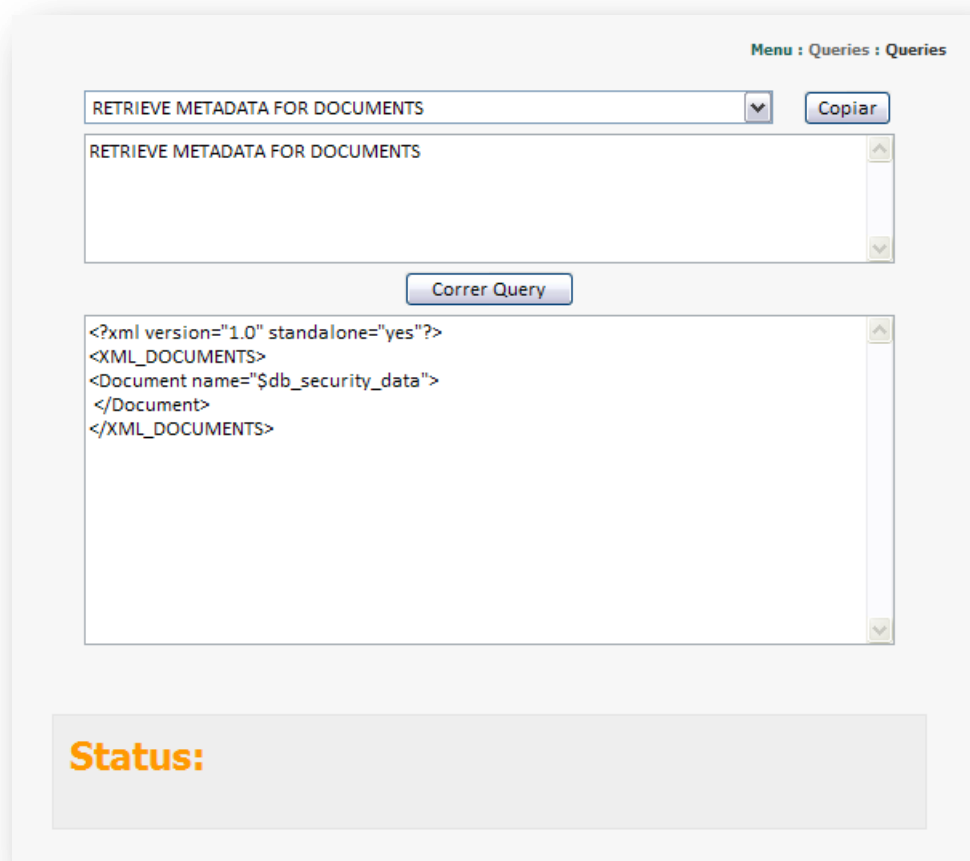 Menu : Queries : Queries
RETRIEVE METADATA FOR DOCUMENTS
Copiar
RETRIEVE METADATA FOR DOCUMENTS
Correr Query
<?xml version="1.0" standalone="yes"?>
<XML_DOCUMENTS>
<Document name="$db_security_data">
 </Document>
</XML_DOCUMENTS>
Status: